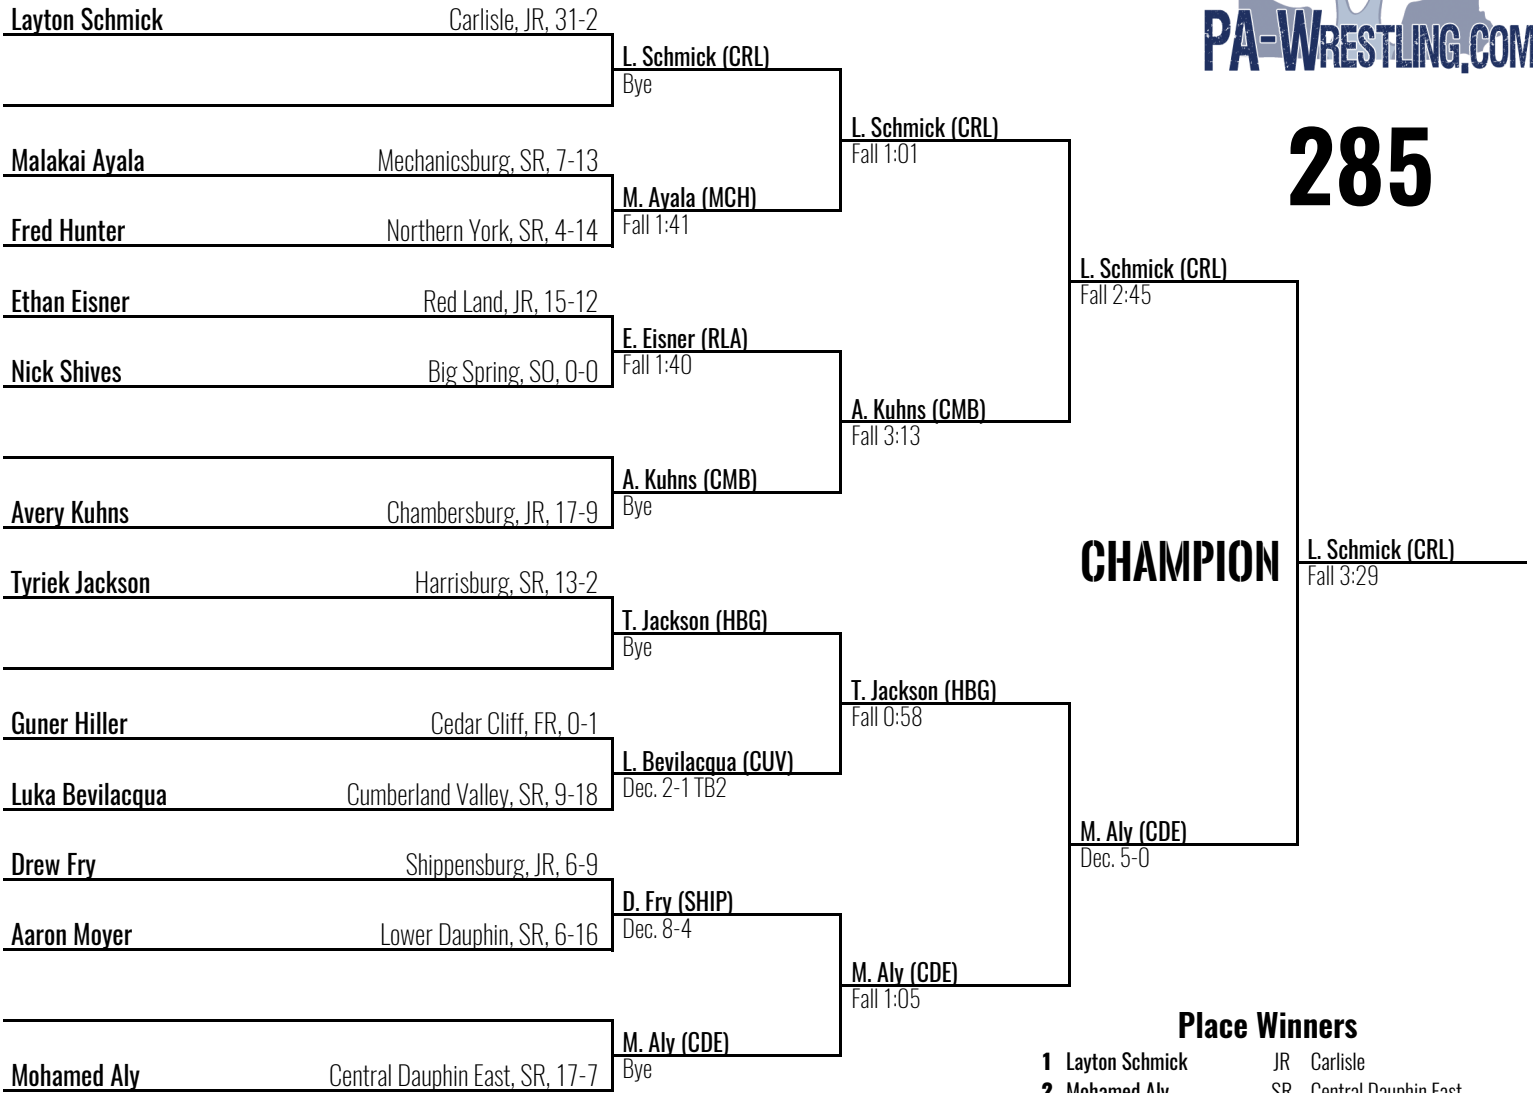 PA-WRESTLING.COM
285
Layton Schmick Carlisle, JR, 31-2
L. Schmick (CRL)
Bye
Malakai Ayala Mechanicsburg, SR, 7-13
Fred Hunter Northern York, SR, 4-14
M. Ayala (MCH)
Fall 1:41
L. Schmick (CRL)
Fall 1:01
Ethan Eisner Red Land, JR, 15-12
Nick Shives Big Spring, SO, 0-0
E. Eisner (RLA)
Fall 1:40
Avery Kuhns Chambersburg, JR, 17-9
A. Kuhns (CMB)
Bye
A. Kuhns (CMB)
Fall 3:13
L. Schmick (CRL)
Fall 2:45
Tyriek Jackson Harrisburg, SR, 13-2
T. Jackson (HBG)
Bye
Guner Hiller Cedar Cliff, FR, 0-1
Luka Bevilacqua Cumberland Valley, SR, 9-18
L. Bevilacqua (CUV)
Dec. 2-1 TB2
T. Jackson (HBG)
Fall 0:58
Drew Fry Shippensburg, JR, 6-9
Aaron Moyer Lower Dauphin, SR, 6-16
D. Fry (SHIP)
Dec. 8-4
Mohamed Aly Central Dauphin East, SR, 17-7
M. Aly (CDE)
Bye
M. Aly (CDE)
Fall 1:05
M. Aly (CDE)
Dec. 5-0
CHAMPION
L. Schmick (CRL)
Fall 3:29
Place Winners
1 Layton Schmick JR Carlisle
2 Mohamed Aly SR Central Dauphin East